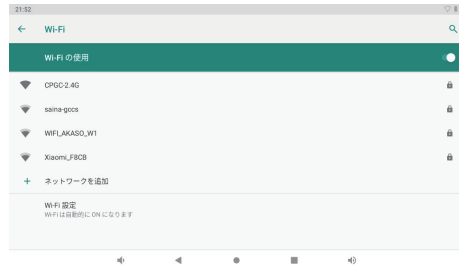 21:52
Wi-Fi
Wi-Fi の使用
CPGC-2.4G
saina-gccs
WIFI_AKASO_W1
Xiaomi_F8CB
ネットワークを追加
Wi-Fi 設定
Wi-Fi は自動的に ON になります